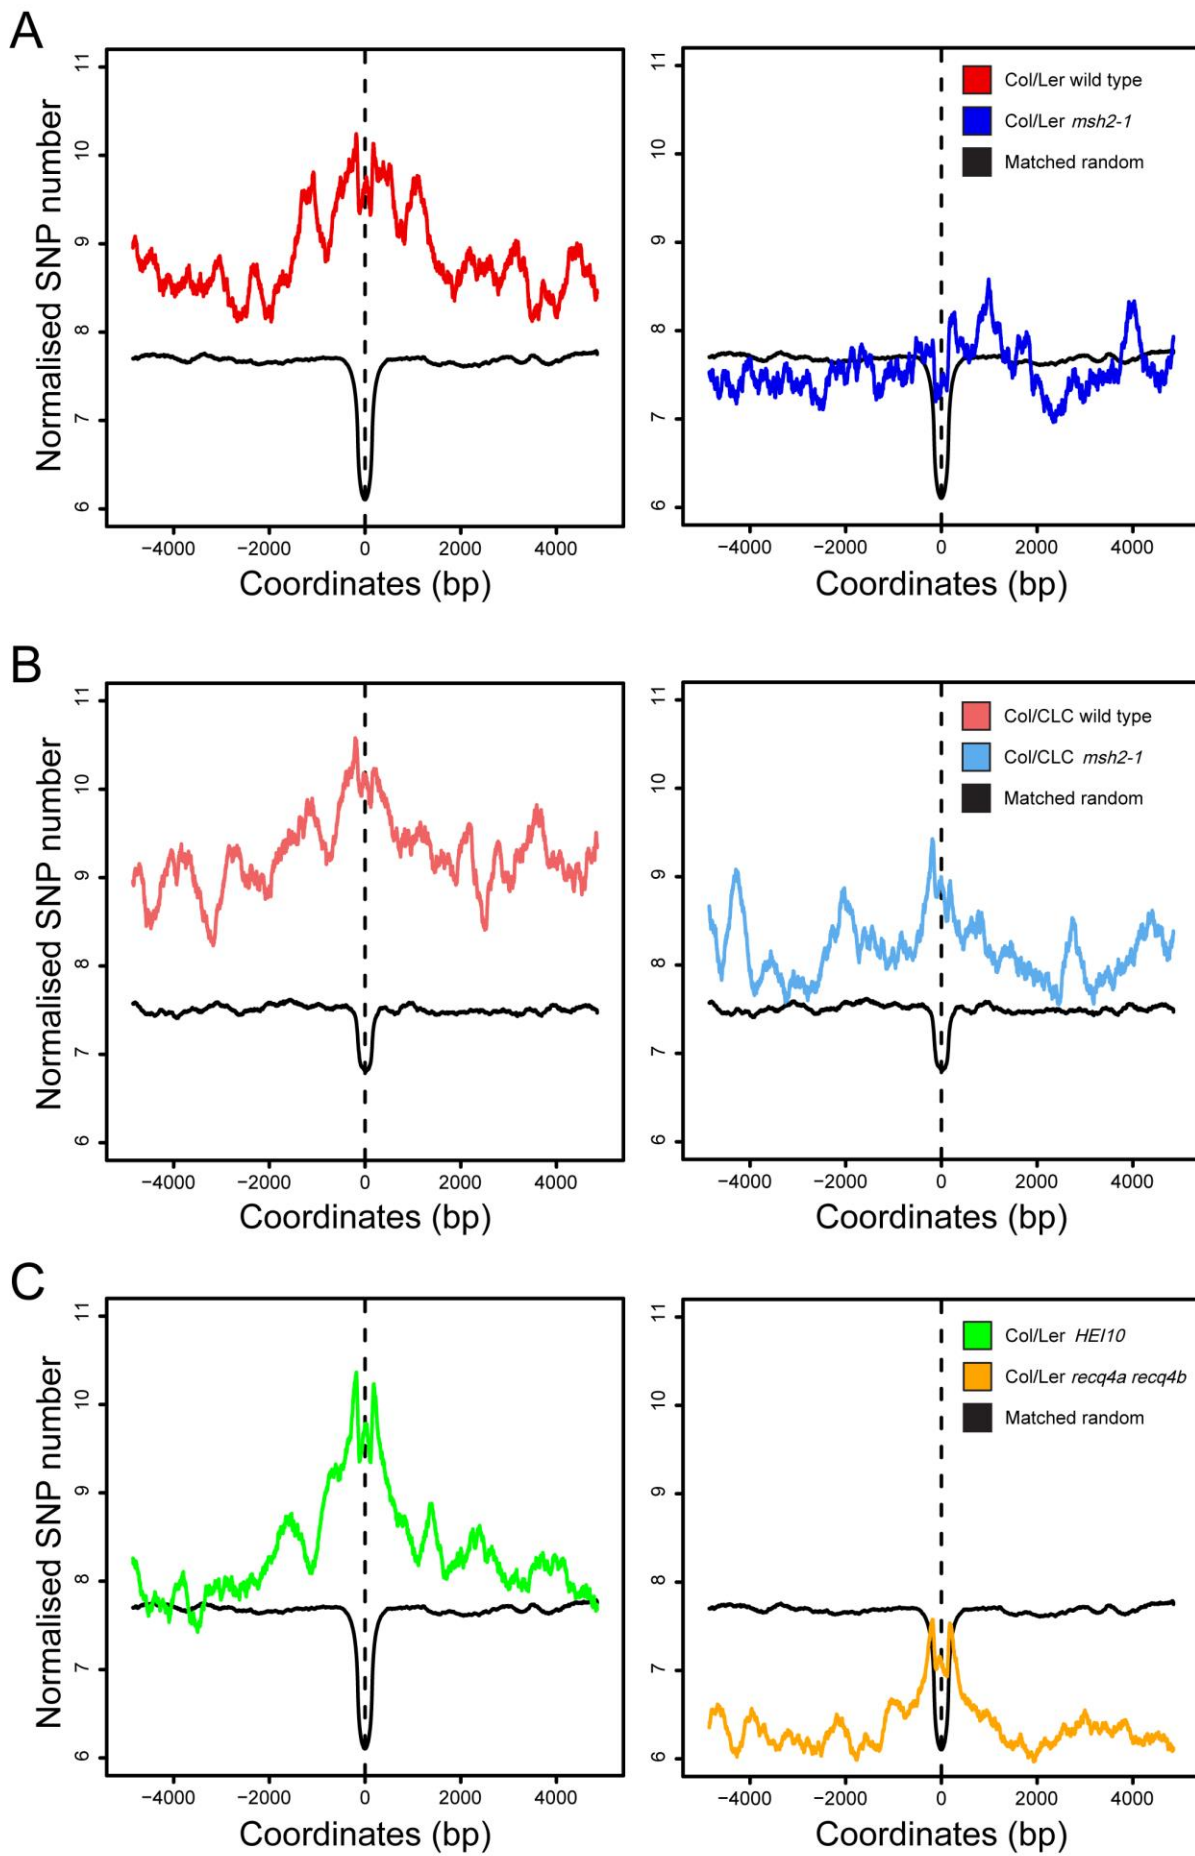 A
Normalised SNP number
11
10
9
8
7
6
−4000 −2000 0 2000 4000
Coordinates (bp)
11
10
9
8
7
6
Col/Ler wild type
Col/Ler msh2-1
Matched random
−4000 −2000 0 2000 4000
Coordinates (bp)
B
Normalised SNP number
11
10
9
8
7
6
−4000 −2000 0 2000 4000
Coordinates (bp)
11
10
9
8
7
6
Col/CLC wild type
Col/CLC msh2-1
Matched random
−4000 −2000 0 2000 4000
Coordinates (bp)
C
Normalised SNP number
11
10
9
8
7
6
−4000 −2000 0 2000 4000
Coordinates (bp)
11
10
9
8
7
6
Col/Ler HEI10
Col/Ler recq4a recq4b
Matched random
−4000 −2000 0 2000 4000
Coordinates (bp)